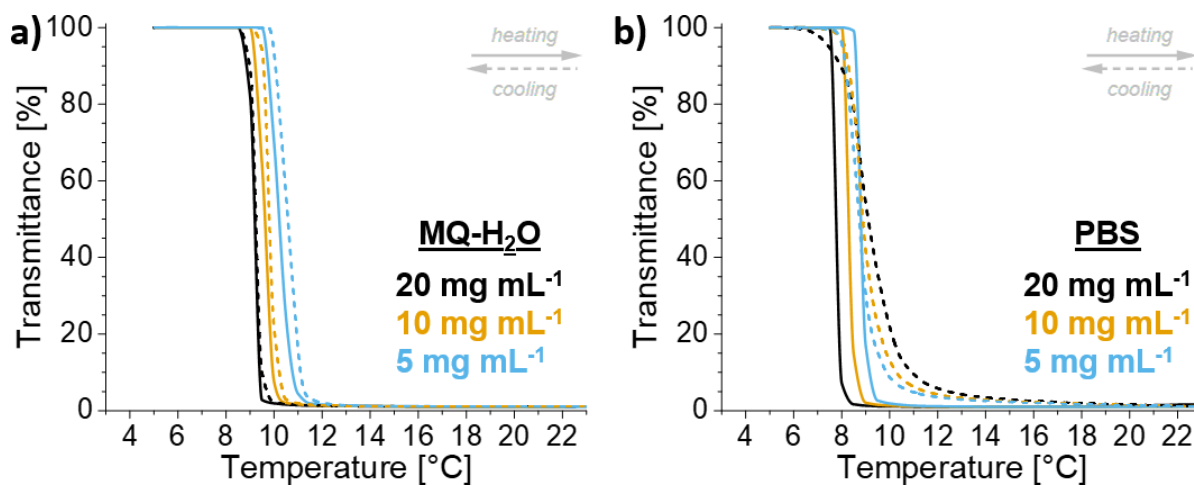 a)
Transmittance [%]
100
80
60
40
20
0
heating
cooling
MQ-H₂O
20 mg mL⁻¹
10 mg mL⁻¹
5 mg mL⁻¹
4 6 8 10 12 14 16 18 20 22
Temperature [°C]
b)
Transmittance [%]
100
80
60
40
20
0
heating
cooling
PBS
20 mg mL⁻¹
10 mg mL⁻¹
5 mg mL⁻¹
4 6 8 10 12 14 16 18 20 22
Temperature [°C]